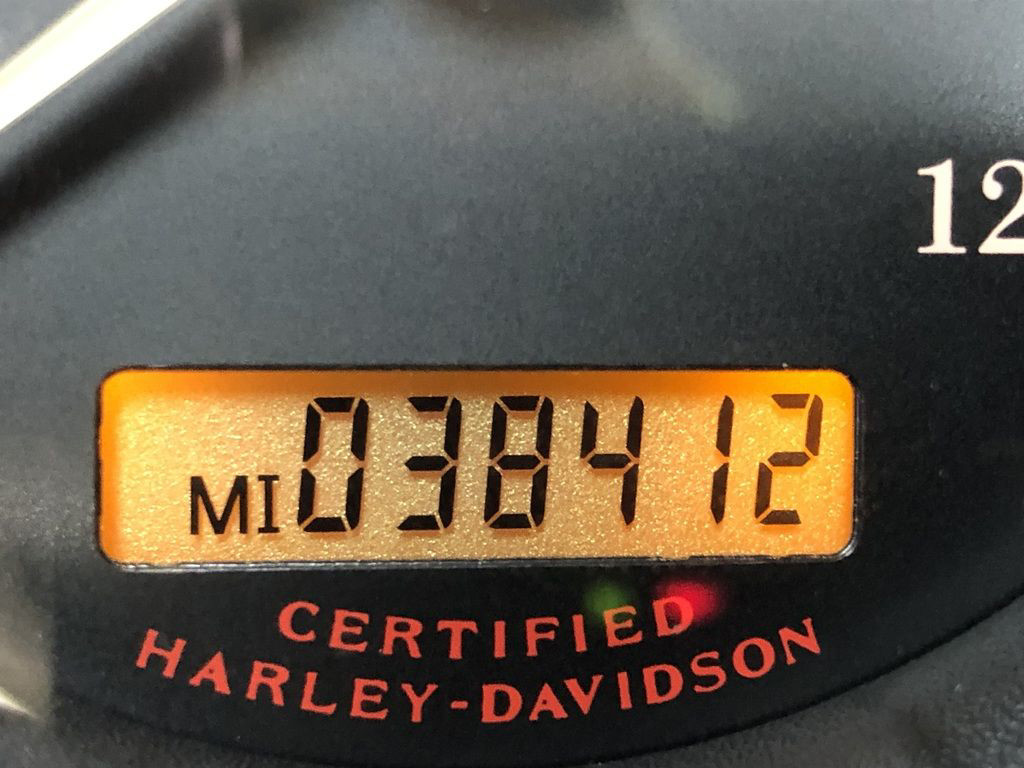 12
MI 038412
CERTIFIED
HARLEY-DAVIDSON